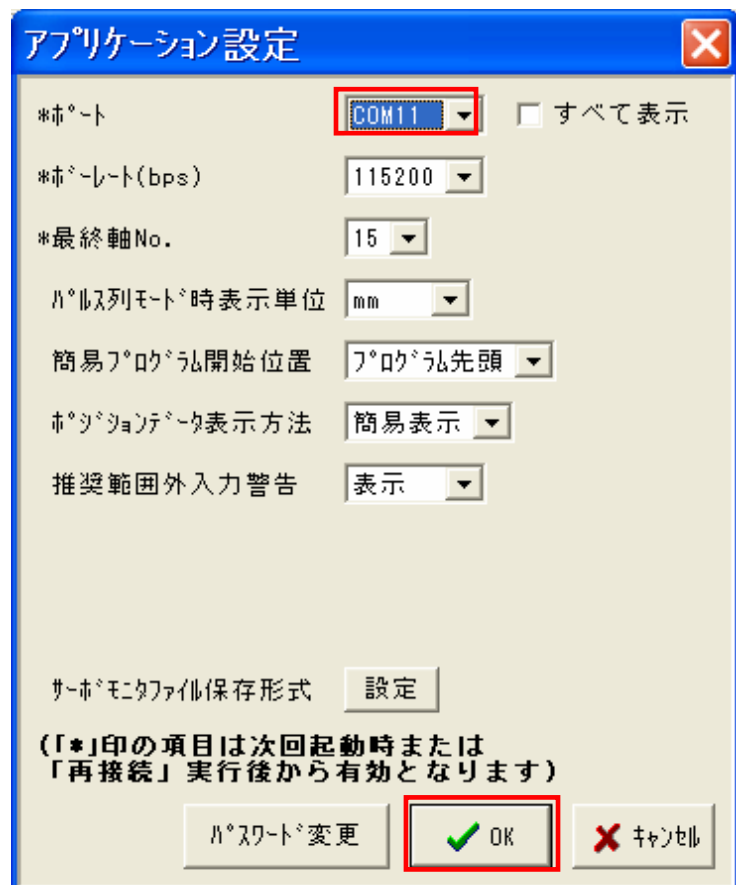 アプリケーション設定
*ﾎﾟｰﾄ COM11 すべて表示
*ﾎﾞｰﾚｰﾄ(bps) 115200
*最終軸No. 15
ﾊﾟﾙｽ列ﾓｰﾄﾞ時表示単位 mm
簡易ﾌﾟﾛｸﾞﾗﾑ開始位置 ﾌﾟﾛｸﾞﾗﾑ先頭
ﾎﾟｼﾞｼｮﾝﾃﾞｰﾀ表示方法 簡易表示
推奨範囲外入力警告 表示
ｻｰﾎﾞﾓﾆﾀﾌｧｲﾙ保存形式 設定
(｢*｣印の項目は次回起動時または
｢再接続｣実行後から有効となります)
ﾊﾟｽﾜｰﾄﾞ変更 OK ｷｬﾝｾﾙ